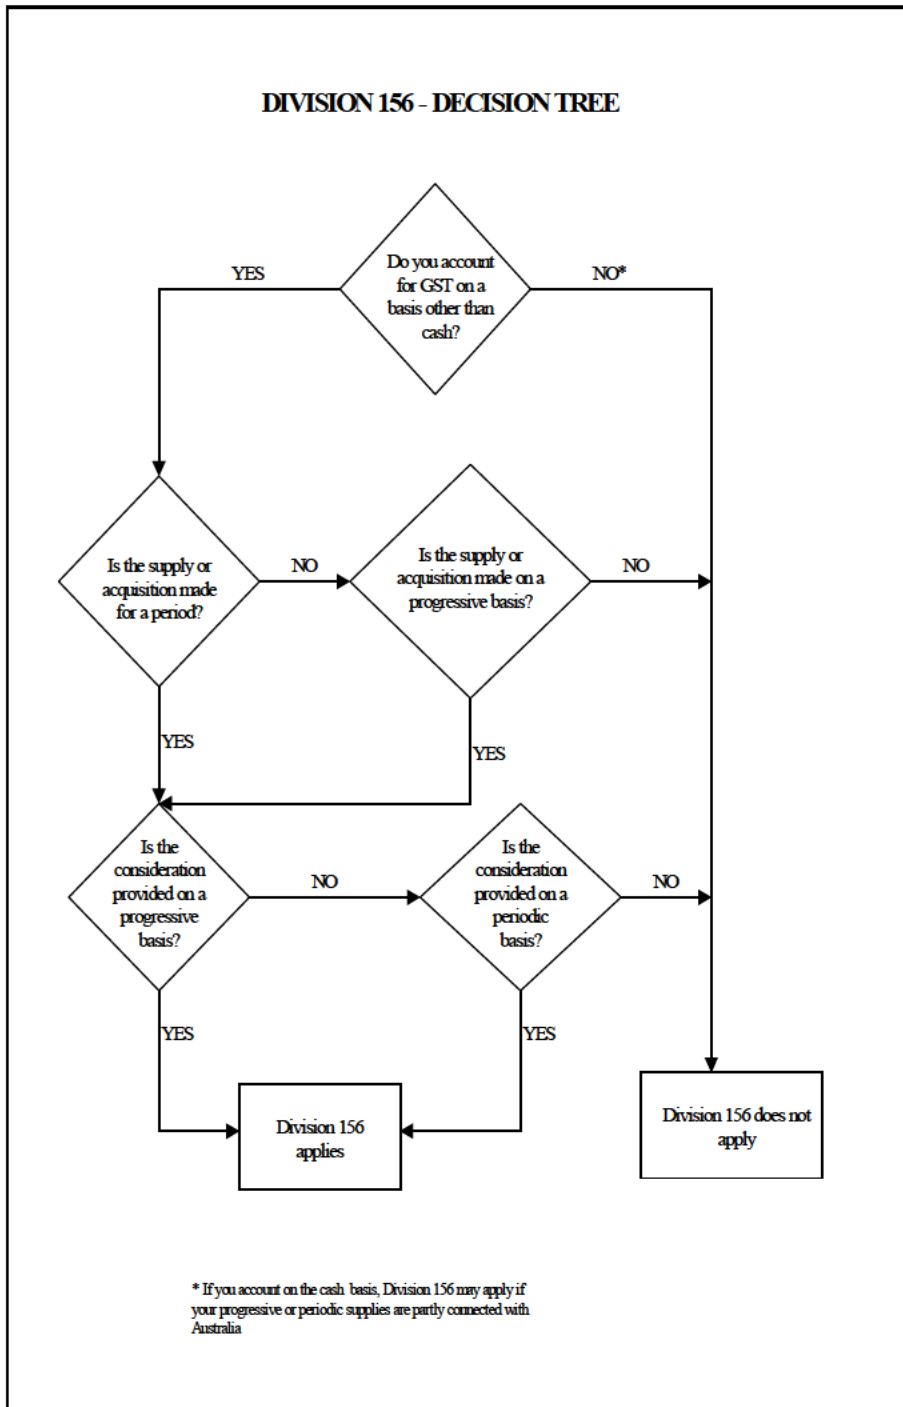 DIVISION 156 - DECISION TREE
Do you account
for GST on a
basis other than
cash?
YES
NO*
Is the supply or
acquisition made
for a period?
NO
Is the supply or
acquisition made on a
progressive basis?
NO
YES
YES
Is the
consideration
provided on a
progressive
basis?
NO
Is the
consideration
provided on a
periodic
basis?
NO
YES
YES
Division 156
applies
Division 156 does not
apply
* If you account on the cash basis, Division 156 may apply if
your progressive or periodic supplies are partly connected with
Australia